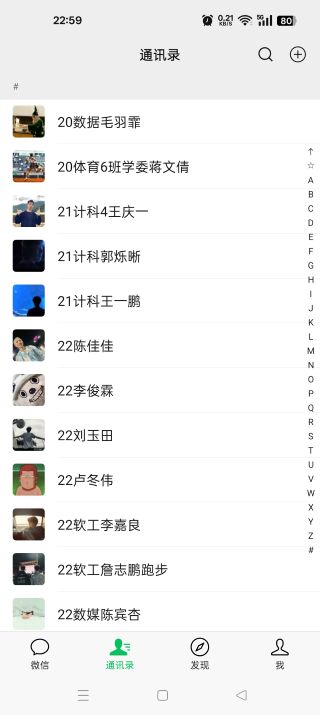 22:59
0.21 KB/S
5G
80
通讯录
#
20数据毛羽霏
20体育6班学委蒋文倩
21计科4王庆一
21计科郭烁晰
21计科王一鹏
22陈佳佳
22李俊霖
22刘玉田
22卢冬伟
22软工李嘉良
22软工詹志鹏跑步
22数媒陈宾杏
↑
☆
A
B
C
D
E
F
G
H
I
J
K
L
M
N
O
P
Q
R
S
T
U
V
W
X
Y
Z
#
微信
通讯录
发现
我